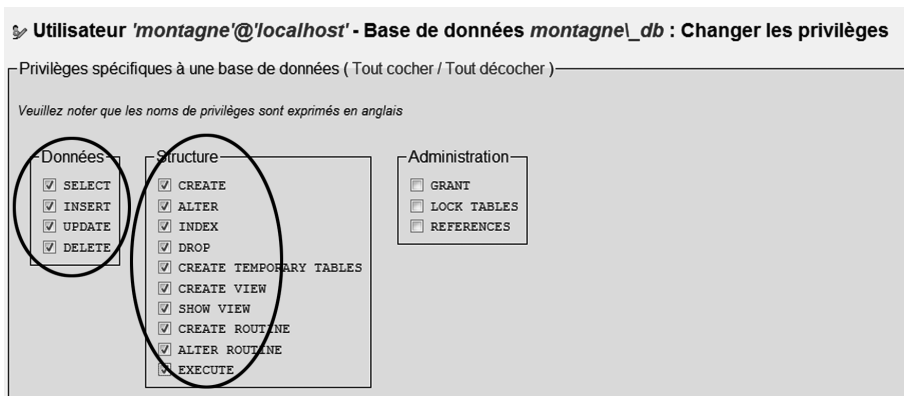 Utilisateur 'montagne'@'localhost' - Base de données montagne\_db : Changer les privilèges
Privilèges spécifiques à une base de données ( Tout cocher / Tout décocher )
Veuillez noter que les noms de privilèges sont exprimés en anglais
Données
SELECT
INSERT
UPDATE
DELETE
Structure
CREATE
ALTER
INDEX
DROP
CREATE TEMPORARY TABLES
CREATE VIEW
SHOW VIEW
CREATE ROUTINE
ALTER ROUTINE
EXECUTE
Administration
GRANT
LOCK TABLES
REFERENCES